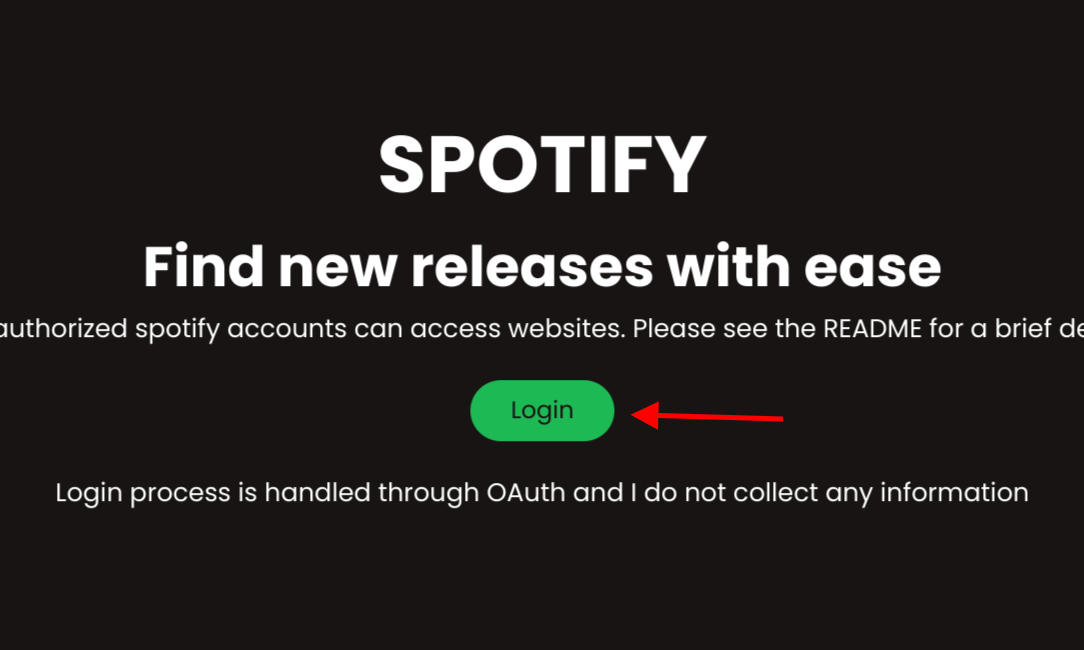 SPOTIFY
Find new releases with ease
authorized spotify accounts can access websites. Please see the README for a brief de
Login
Login process is handled through OAuth and I do not collect any information